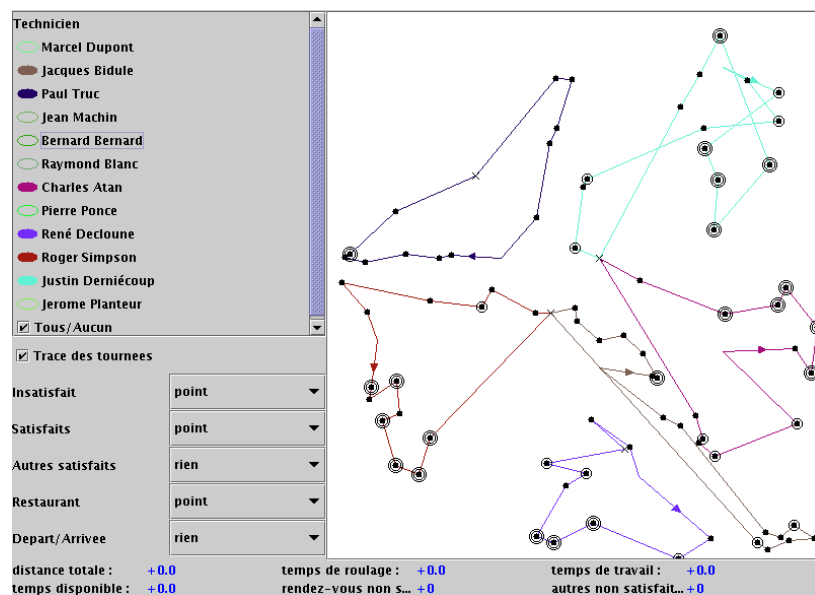 Technicien
Marcel Dupont
Jacques Bidule
Paul Truc
Jean Machin
Bernard Bernard
Raymond Blanc
Charles Atan
Pierre Ponce
René Decloune
Roger Simpson
Justin Derniécoup
Jerome Planteur
Tous/Aucun
Trace des tournees
Insatisfait point
Satisfaits point
Autres satisfaits rien
Restaurant point
Depart/Arrivee rien
distance totale : +0.0 temps de roulage : +0.0 temps de travail : +0.0
temps disponible : +0.0 rendez-vous non s... +0 autres non satisfait... +0